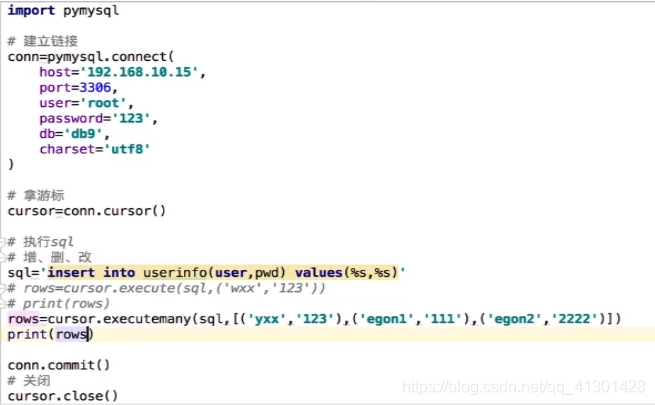 import pymysql
# 建立链接
conn=pymysql.connect(
    host='192.168.10.15',
    port=3306,
    user='root',
    password='123',
    db='db9',
    charset='utf8'
)
# 拿游标
cursor=conn.cursor()
# 执行sql
# 增、删、改
sql='insert into userinfo(user,pwd) values(%s,%s)'
# rows=cursor.execute(sql,('wxx','123'))
# print(rows)
rows=cursor.executemany(sql,[('yxx','123'),('egon1','111'),('egon2','2222')])
print(rows)
conn.commit()
# 关闭
cursor.close()
https://blog.csdn.net/qq_41301428